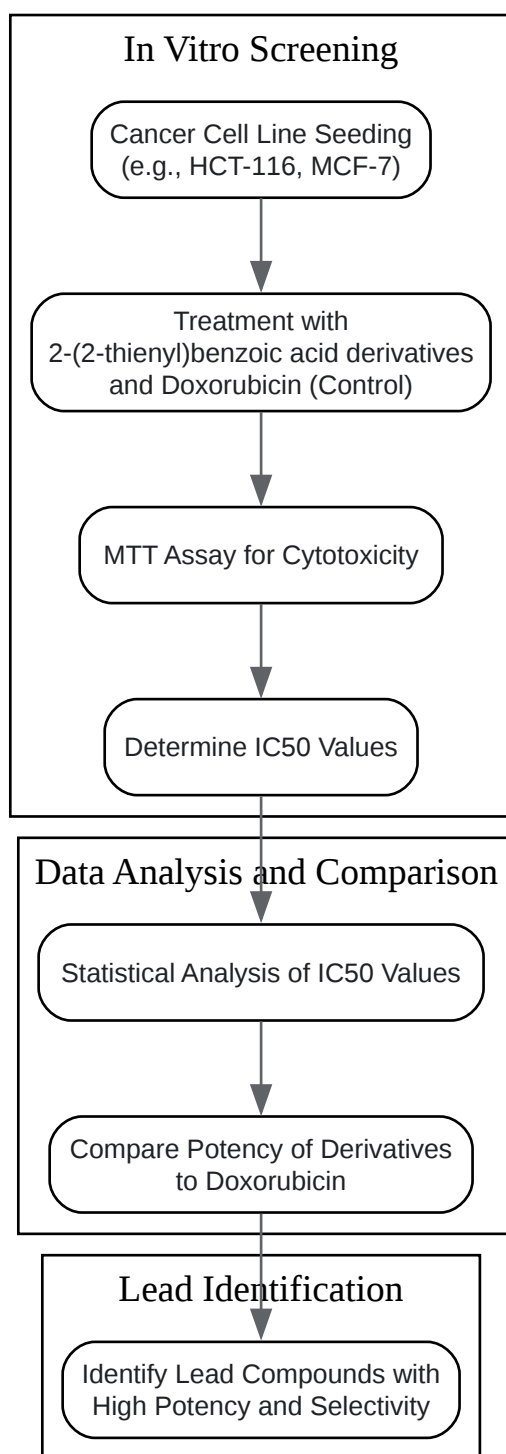 In Vitro Screening
Cancer Cell Line Seeding
(e.g., HCT-116, MCF-7)
Treatment with
2-(2-thienyl)benzoic acid derivatives
and Doxorubicin (Control)
MTT Assay for Cytotoxicity
Determine IC50 Values
Data Analysis and Comparison
Statistical Analysis of IC50 Values
Compare Potency of Derivatives
to Doxorubicin
Lead Identification
Identify Lead Compounds with
High Potency and Selectivity